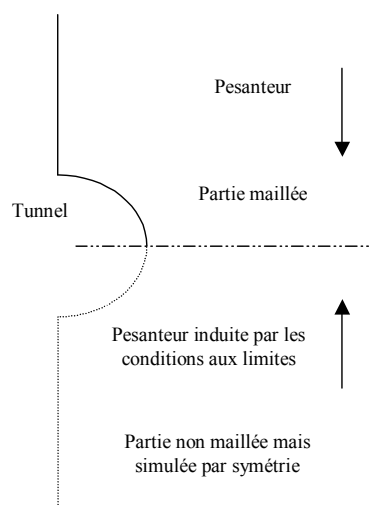 Pesanteur
Partie maillée
Tunnel
Pesanteur induite par les
conditions aux limites
Partie non maillée mais
simulée par symétrie